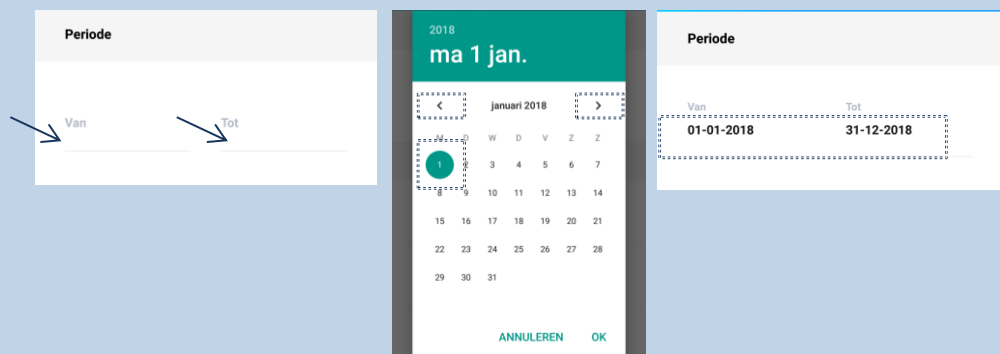 Periode
Van Tot
2018
ma 1 jan.
januari 2018
M D W D V Z Z
1 2 3 4 5 6 7
8 9 10 11 12 13 14
15 16 17 18 19 20 21
22 23 24 25 26 27 28
29 30 31
ANNULEREN OK
Periode
Van Tot
01-01-2018 31-12-2018